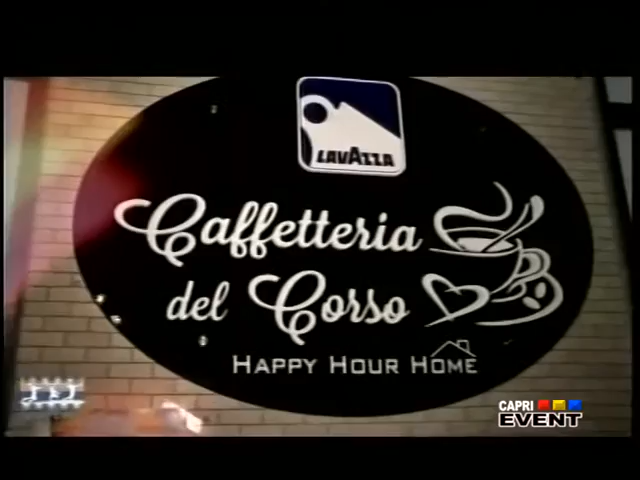 LAVAZZA
Caffetteria
del Corso
HAPPY HOUR HOME
CAPRI
EVENT